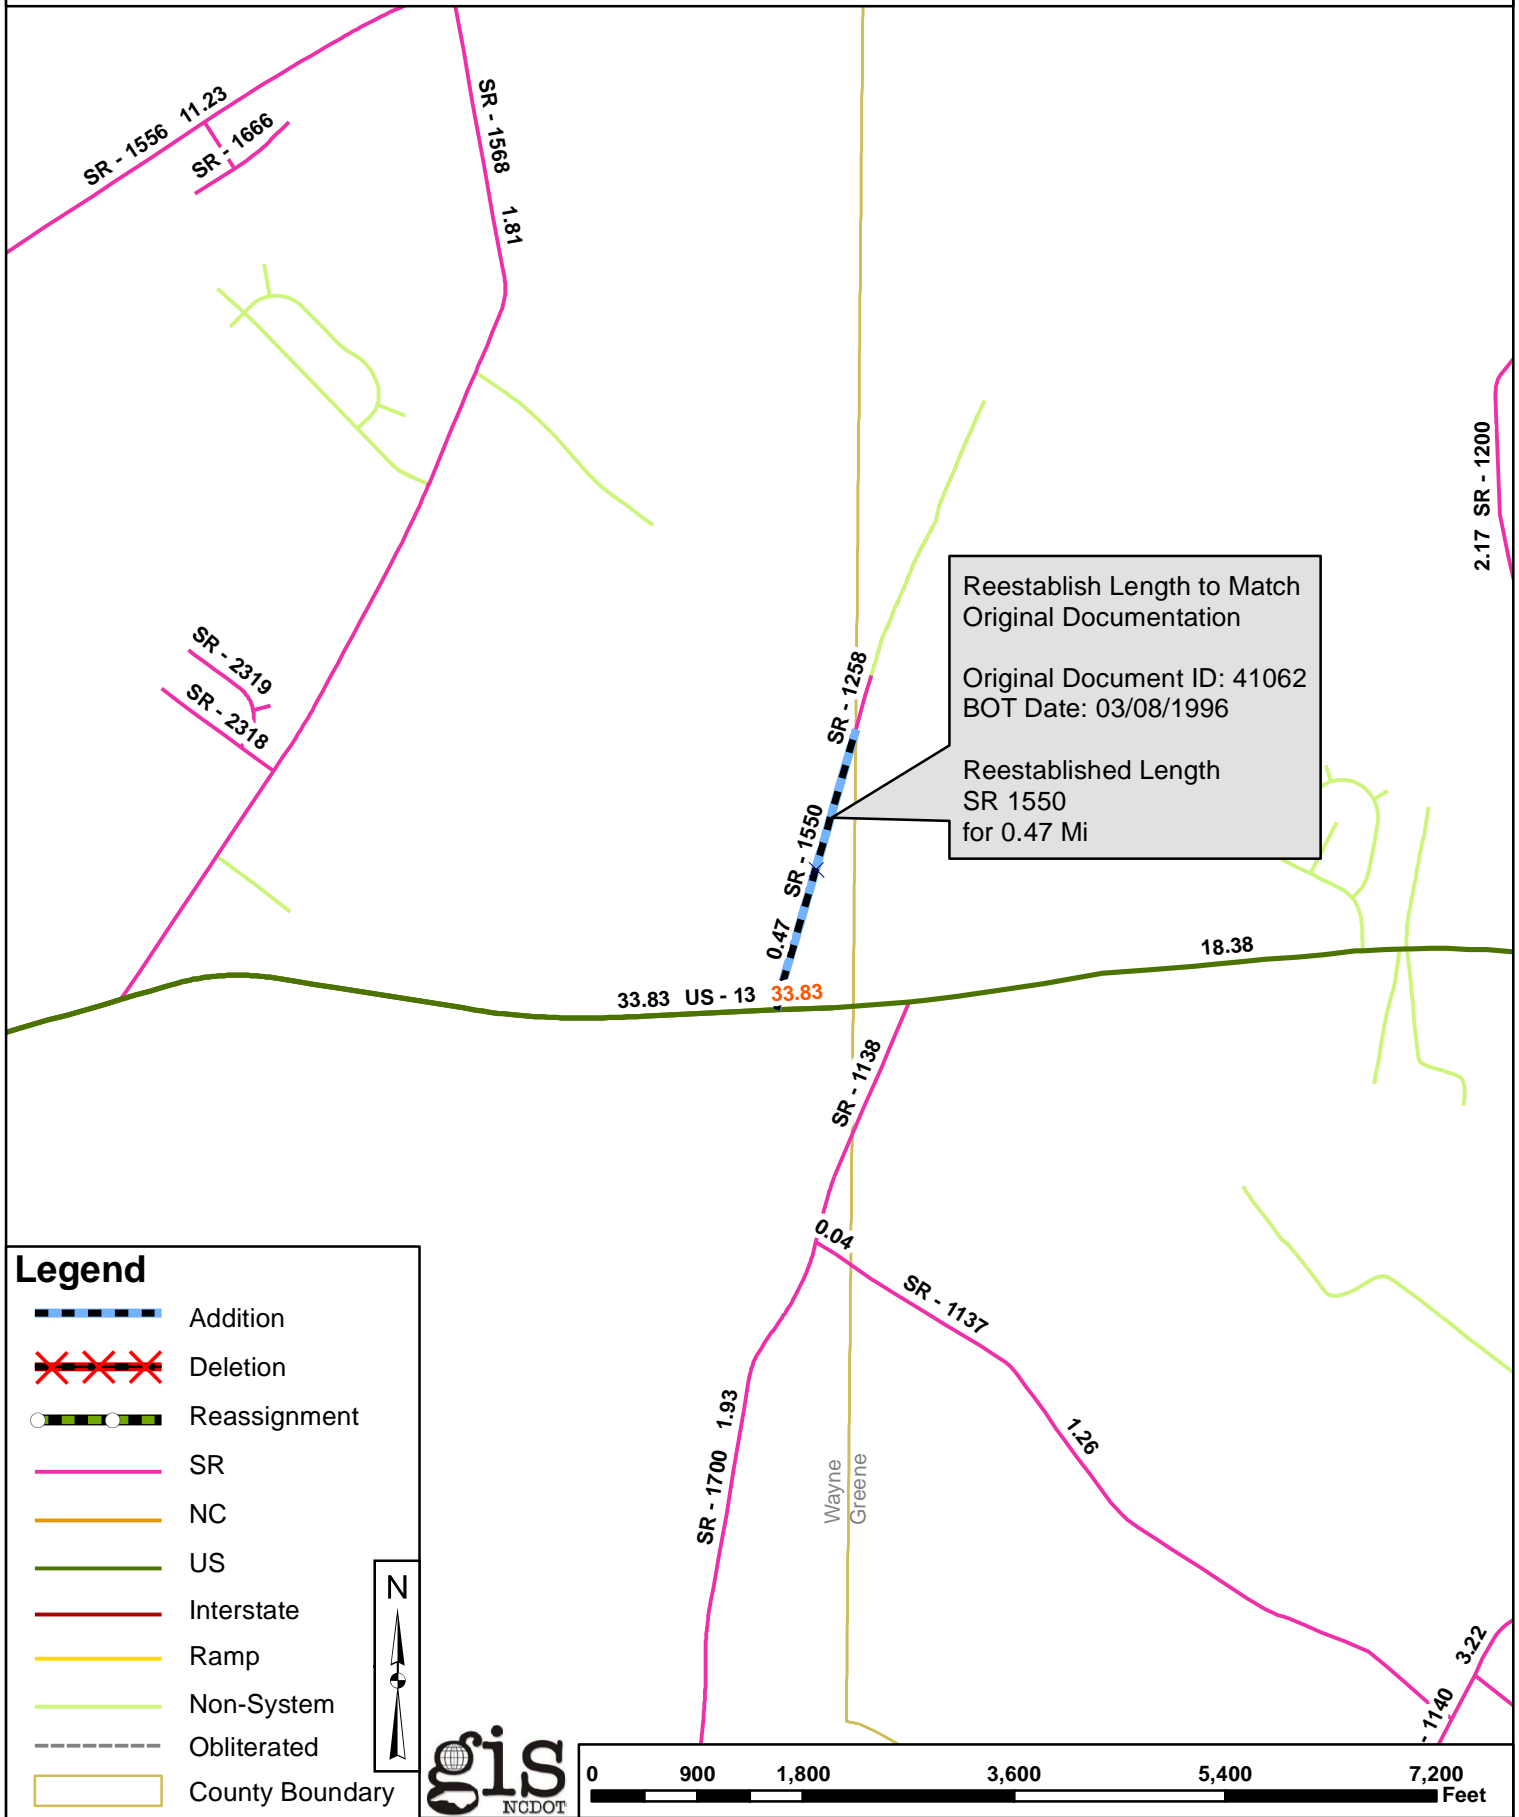 SR - 1556 11.23
SR - 1666
SR - 1568 1.81
2.17 SR - 1200
SR - 2319
SR - 2318
SR - 1258
Reestablish Length to Match
Original Documentation
Original Document ID: 41062
BOT Date: 03/08/1996
Reestablished Length
SR 1550
for 0.47 Mi
0.47 SR - 1550
18.38
33.83 US - 13 33.83
SR - 1138
0.04
SR - 1137
1.26
SR - 1700 1.93
Wayne
Greene
3.22
- 1140
Legend
Addition
Deletion
Reassignment
SR
NC
US
Interstate
Ramp
Non-System
Obliterated
County Boundary
N
gis
NCDOT
0 900 1,800 3,600 5,400 7,200
Feet